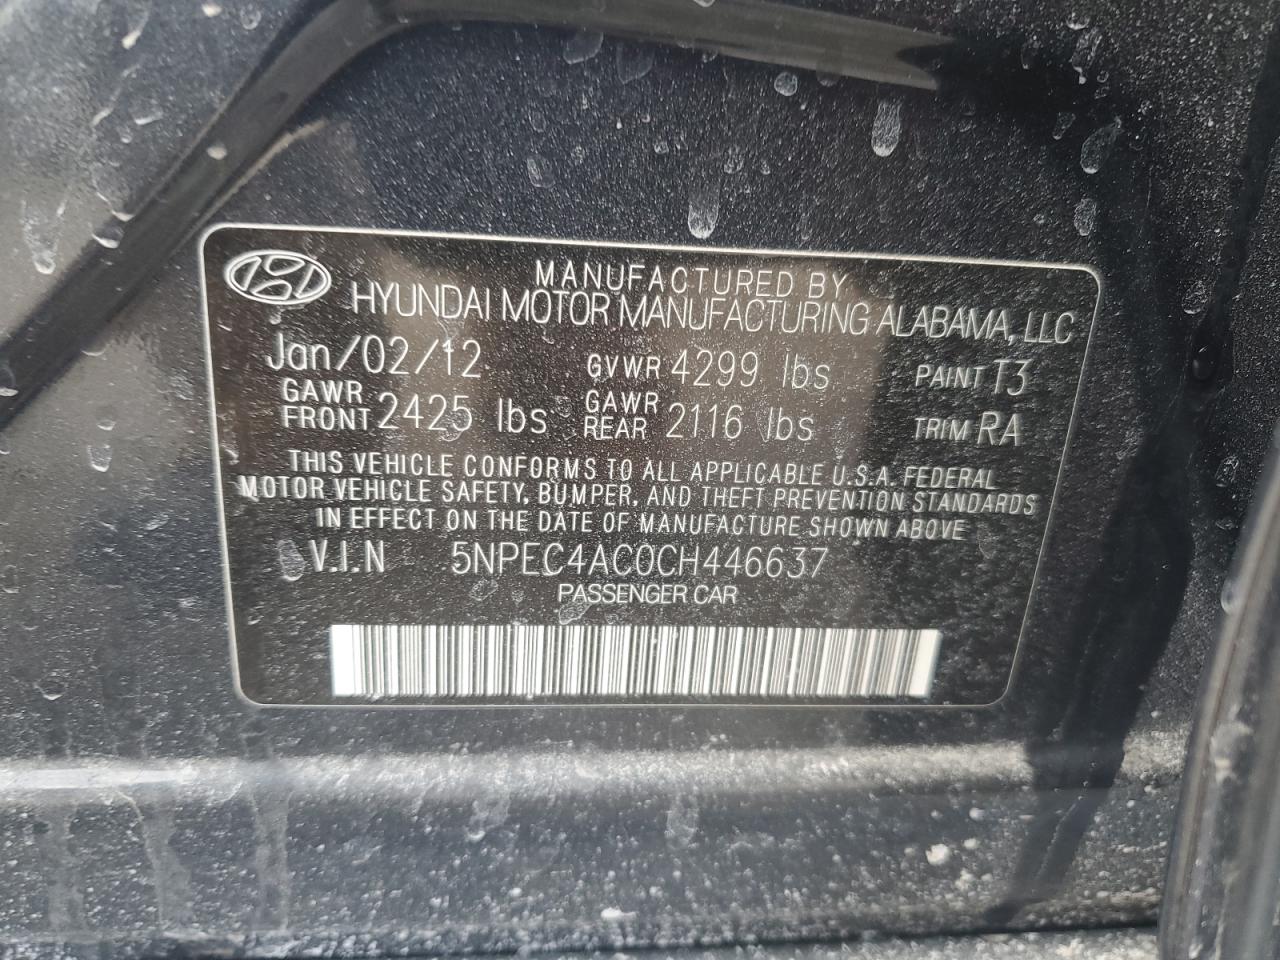 MANUFACTURED BY
HYUNDAI MOTOR MANUFACTURING ALABAMA, LLC
Jan/02/12 GVWR 4299 lbs PAINT T3
GAWR FRONT 2425 lbs GAWR REAR 2116 lbs TRIM RA
THIS VEHICLE CONFORMS TO ALL APPLICABLE U.S.A. FEDERAL
MOTOR VEHICLE SAFETY, BUMPER, AND THEFT PREVENTION STANDARDS
IN EFFECT ON THE DATE OF MANUFACTURE SHOWN ABOVE
V.I.N 5NPEC4AC0CH446637
PASSENGER CAR